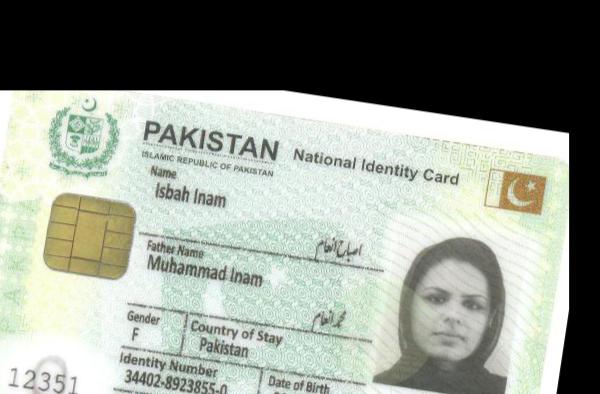 PAKISTAN National Identity Card
ISLAMIC REPUBLIC OF PAKISTAN
Name
Isbah Inam
اصباح انعام
Father Name
Muhammad Inam
محمد انعام
Gender
F
Country of Stay
Pakistan
Identity Number
34402-8923855-0
Date of Birth
12351